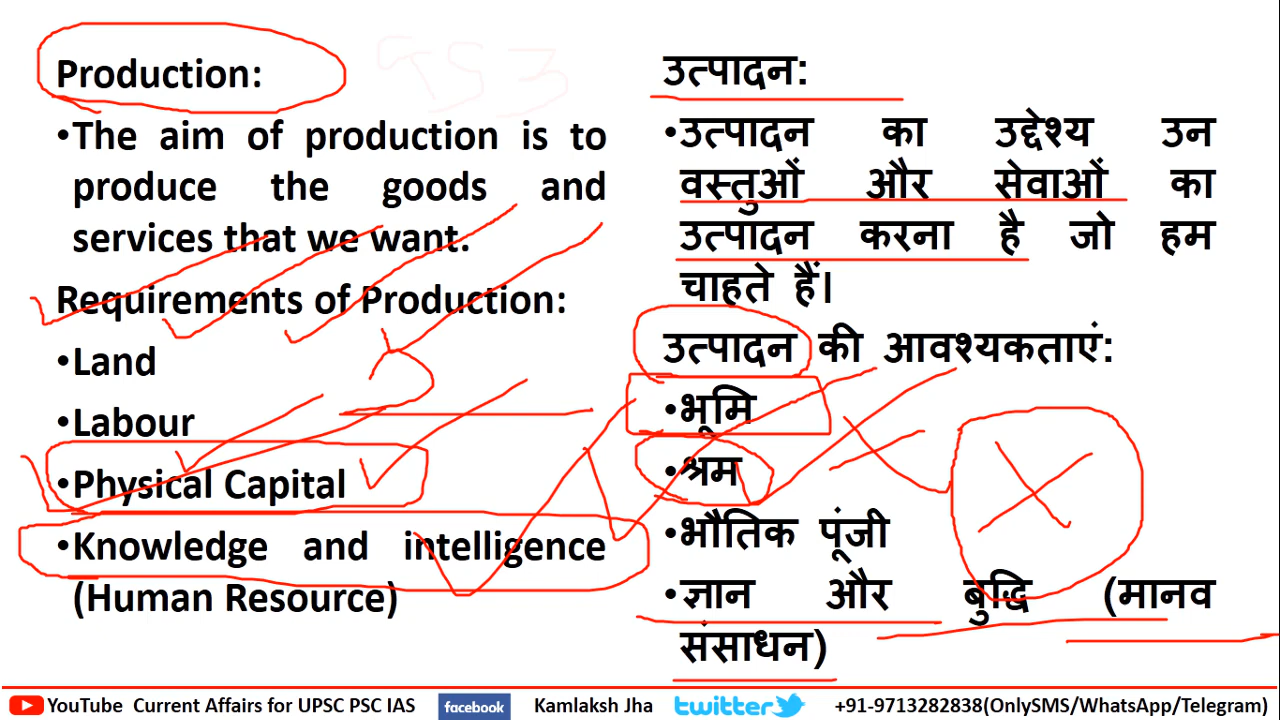 Production:
•The aim of production is to
produce the goods and
services that we want.
Requirements of Production:
•Land
•Labour
•Physical Capital
•Knowledge and intelligence
(Human Resource)
उत्पादन:
•उत्पादन का उद्देश्य उन
वस्तुओं और सेवाओं का
उत्पादन करना है जो हम
चाहते हैं।
उत्पादन की आवश्यकताएं:
•भूमि
•श्रम
•भौतिक पूंजी
•ज्ञान और बुद्धि (मानव
संसाधन)
YouTube Current Affairs for UPSC PSC IAS facebook Kamlaksh Jha twitter +91-9713282838(OnlySMS/WhatsApp/Telegram)